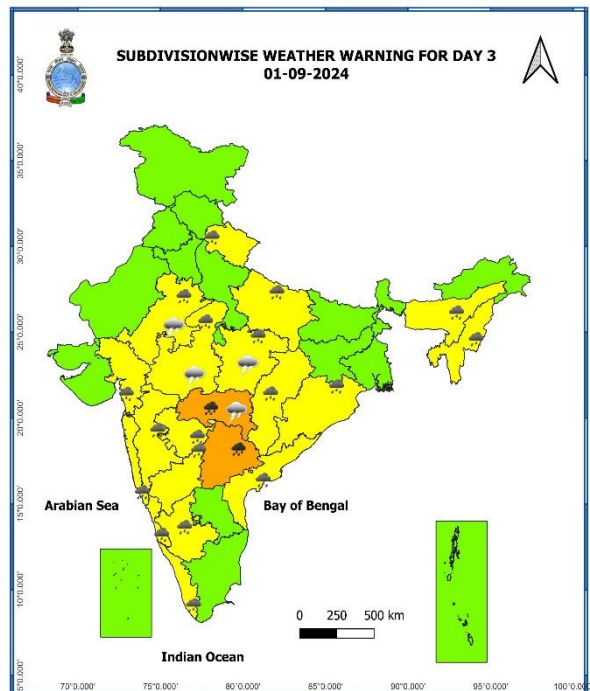 SUBDIVISIONWISE WEATHER WARNING FOR DAY 3
01-09-2024
40°0.000'
35°0.000'
30°0.000'
25°0.000'
20°0.000'
15°0.000'
10°0.000'
5°0.000'
Arabian Sea
Bay of Bengal
0 250 500 km
Indian Ocean
70°0.000' 75°0.000' 80°0.000' 85°0.000' 90°0.000' 95°0.000' 100°0.000'